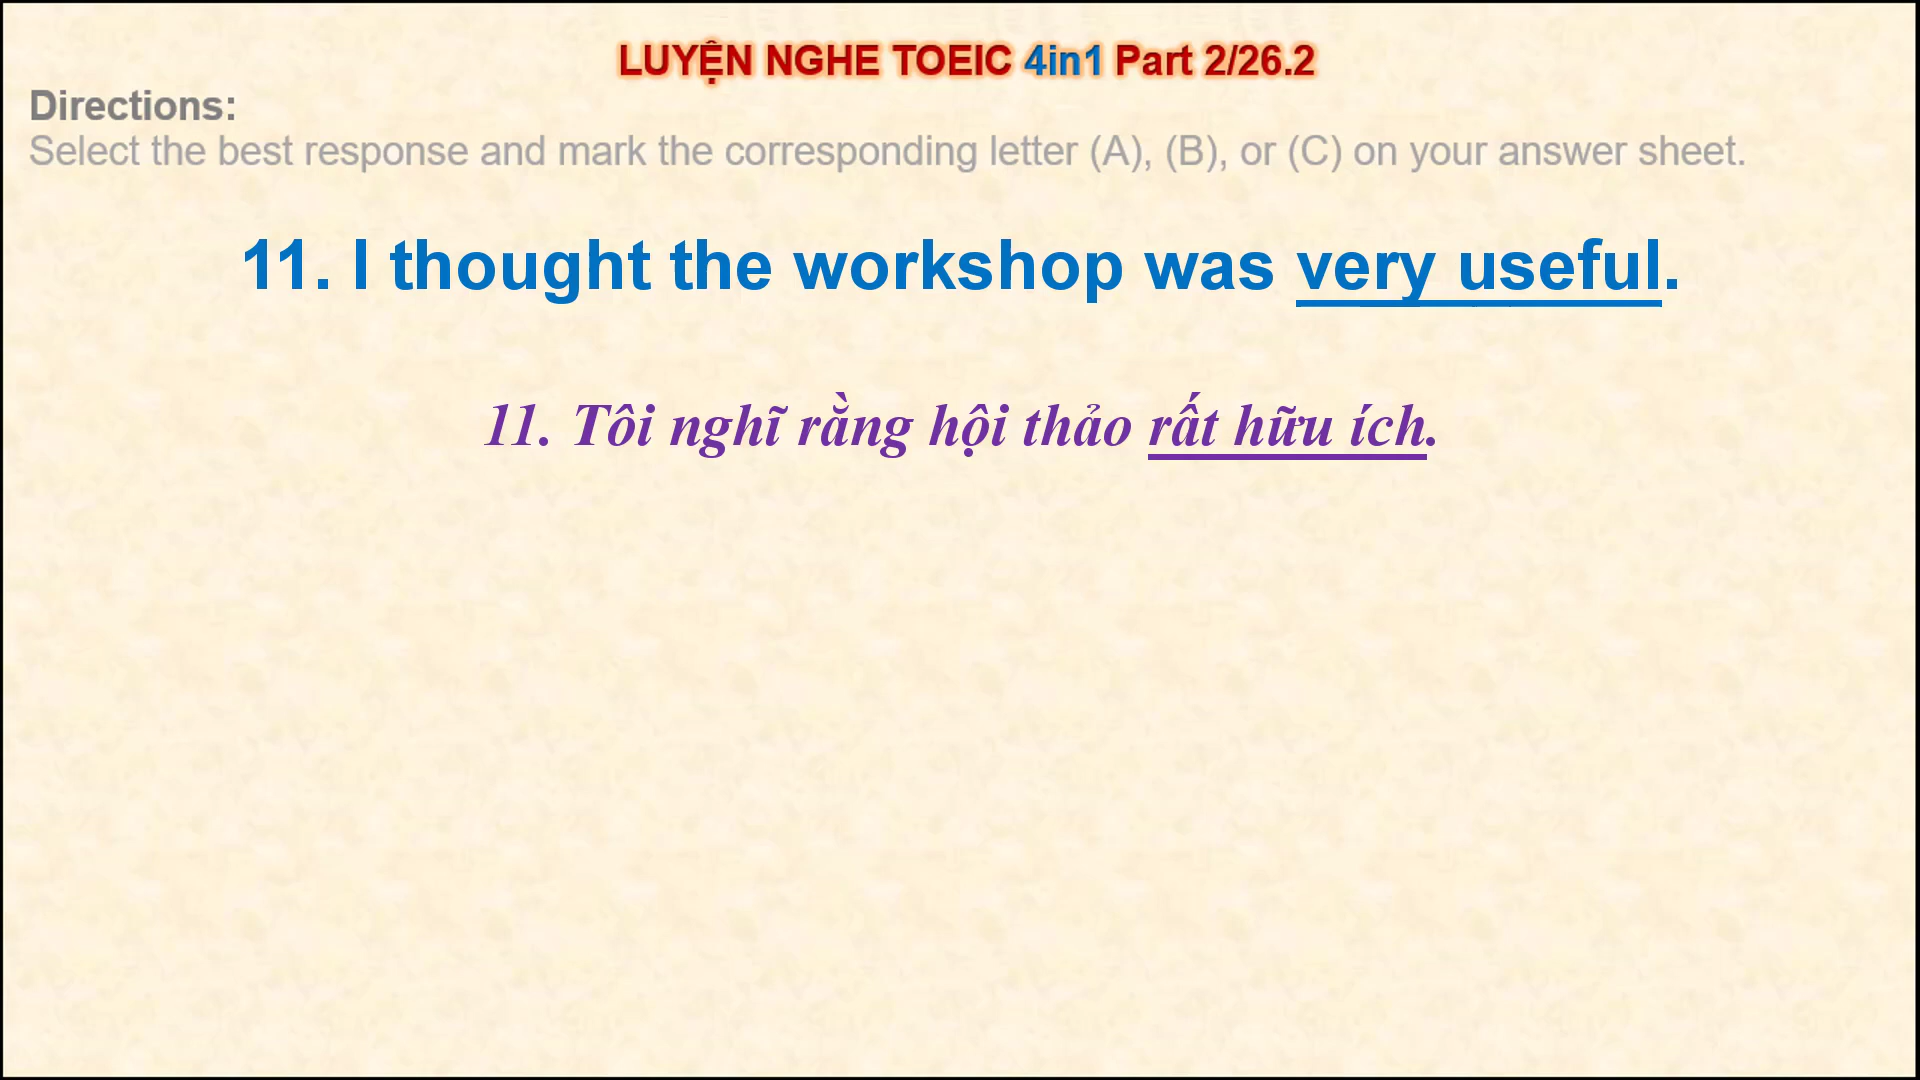 LUYỆN NGHE TOEIC 4in1 Part 2/26.2
Directions:
Select the best response and mark the corresponding letter (A), (B), or (C) on your answer sheet.
11. I thought the workshop was very useful.
11. Tôi nghĩ rằng hội thảo rất hữu ích.